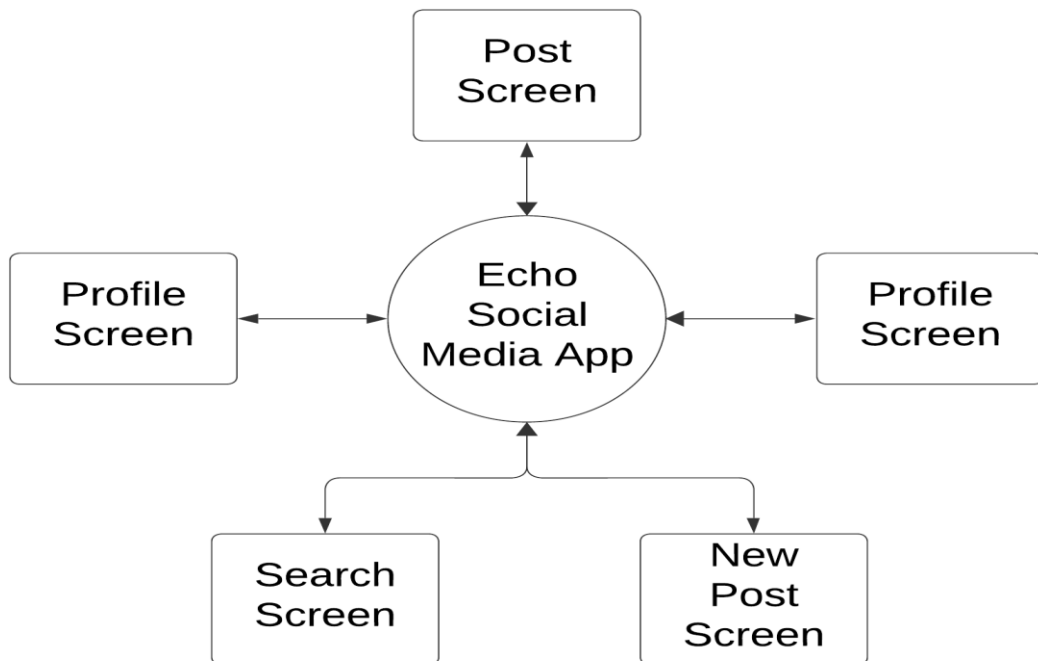 Post
Screen
Profile
Screen
Echo
Social
Media App
Profile
Screen
Search
Screen
New
Post
Screen